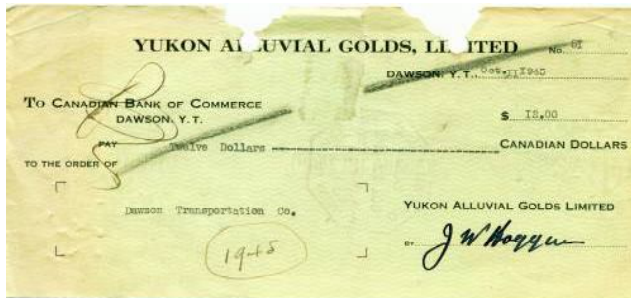 YUKON ALLUVIAL GOLDS, LIMITED
No. 81
DAWSON, Y. T.,
TO CANADIAN BANK OF COMMERCE
DAWSON, Y. T.
$ 12.00
PAY Twelve Dollars CANADIAN DOLLARS
TO THE ORDER OF
YUKON ALLUVIAL GOLDS LIMITED
Dawson Transportation Co.
BY
1945